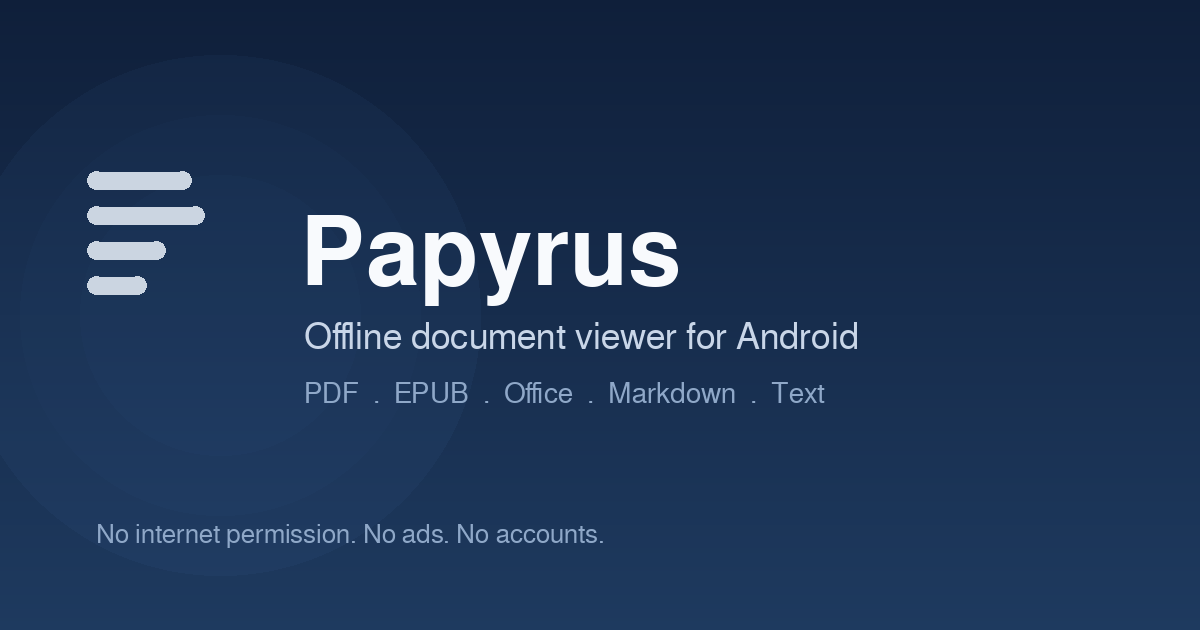 Papyrus
Offline document viewer for Android
PDF . EPUB . Office . Markdown . Text
No internet permission. No ads. No accounts.